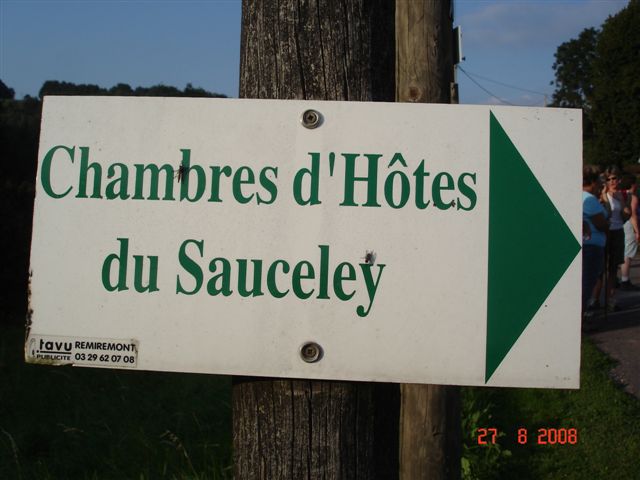 Chambres d'Hôtes
du Sauceley
tavu REMIREMONT
PUBLICITE 03 29 62 07 08
27 8 2008